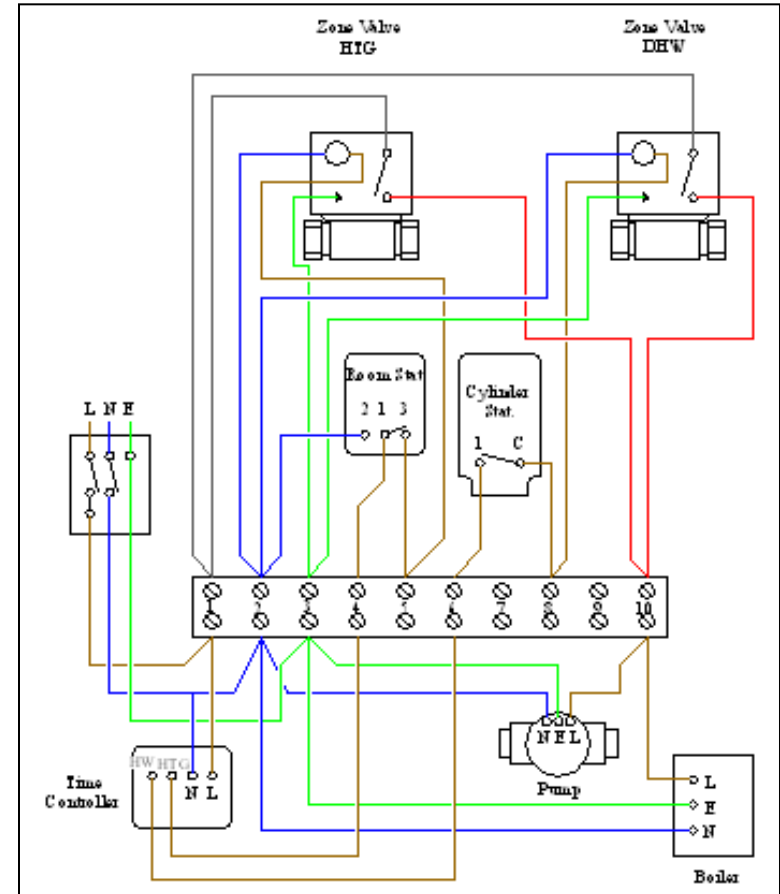 Zone Valve
HTG
Zone Valve
DHW
Room Stat
2 1 3
Cylinder
Stat.
1 C
L N E
1 2 3 4 5 6 7 8 9 10
HW HTG N L
Time
Controller
N E L
Pump
L
E
N
Boiler